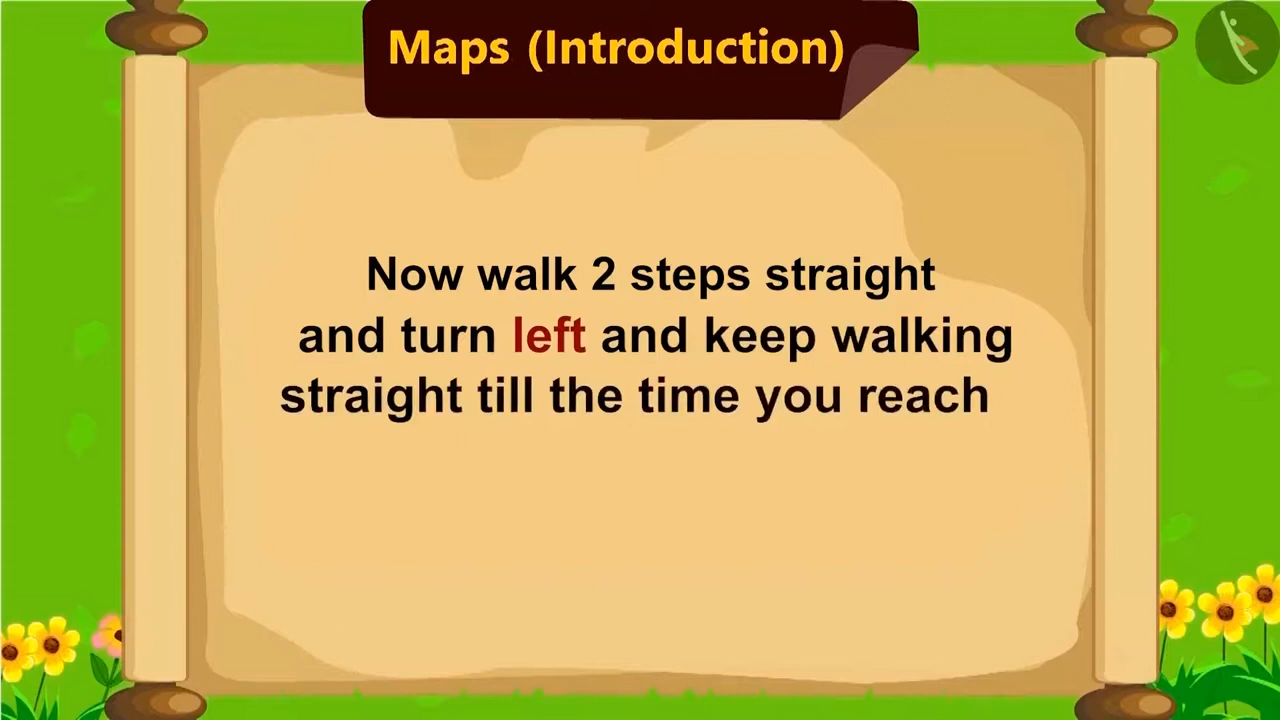 Maps (Introduction)
Now walk 2 steps straight
and turn left and keep walking
straight till the time you reach